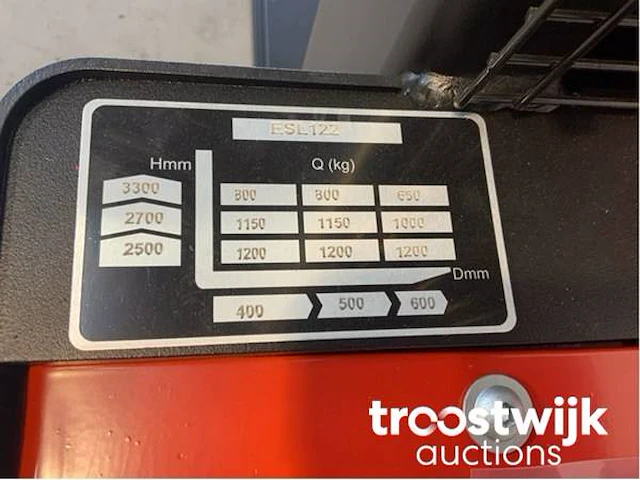 ESL122
Hmm Q (kg)
3300 800 800 650
2700 1150 1150 1000
2500 1200 1200 1200
Dmm
400 500 600
troostwijk
auctions